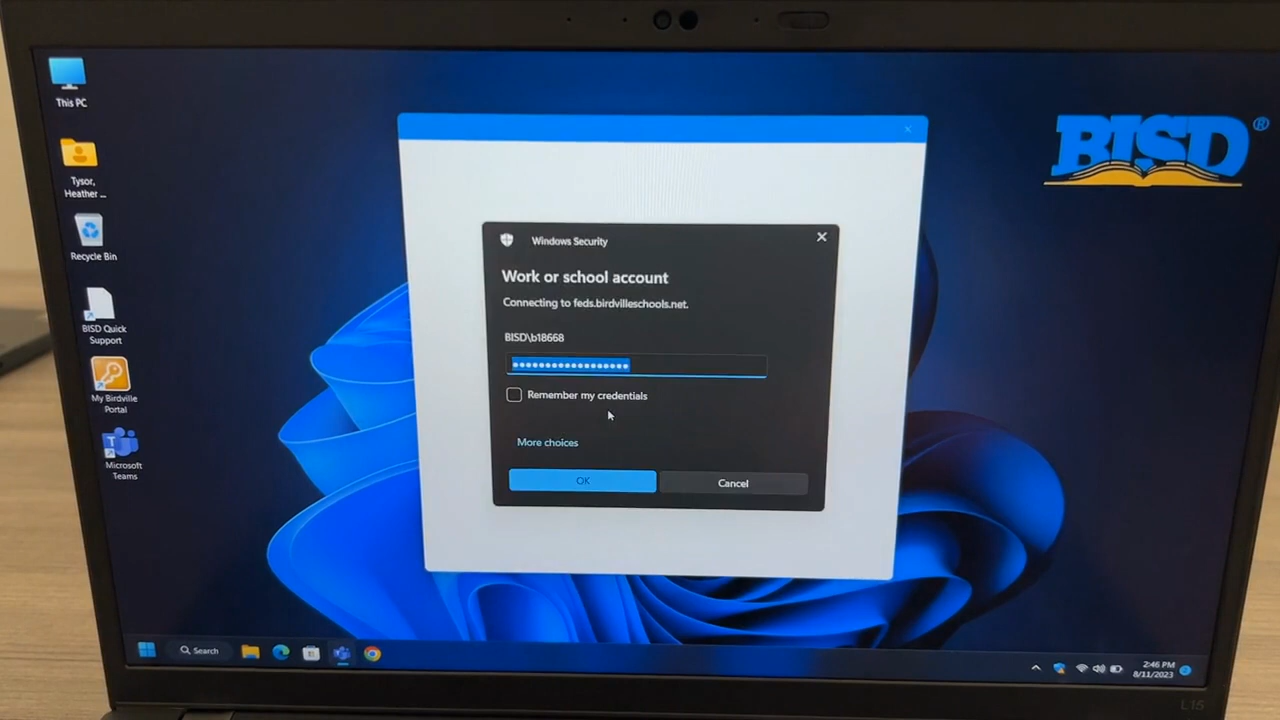 This PC
Tysor,
Heather ...
Recycle Bin
BISD Quick
Support
My Birdville
Portal
Microsoft
Teams
BISD®
Windows Security
Work or school account
Connecting to feds.birdvilleschools.net.
BISD\b18668
Remember my credentials
More choices
OK
Cancel
Search
2:46 PM
8/11/2023
2
L15